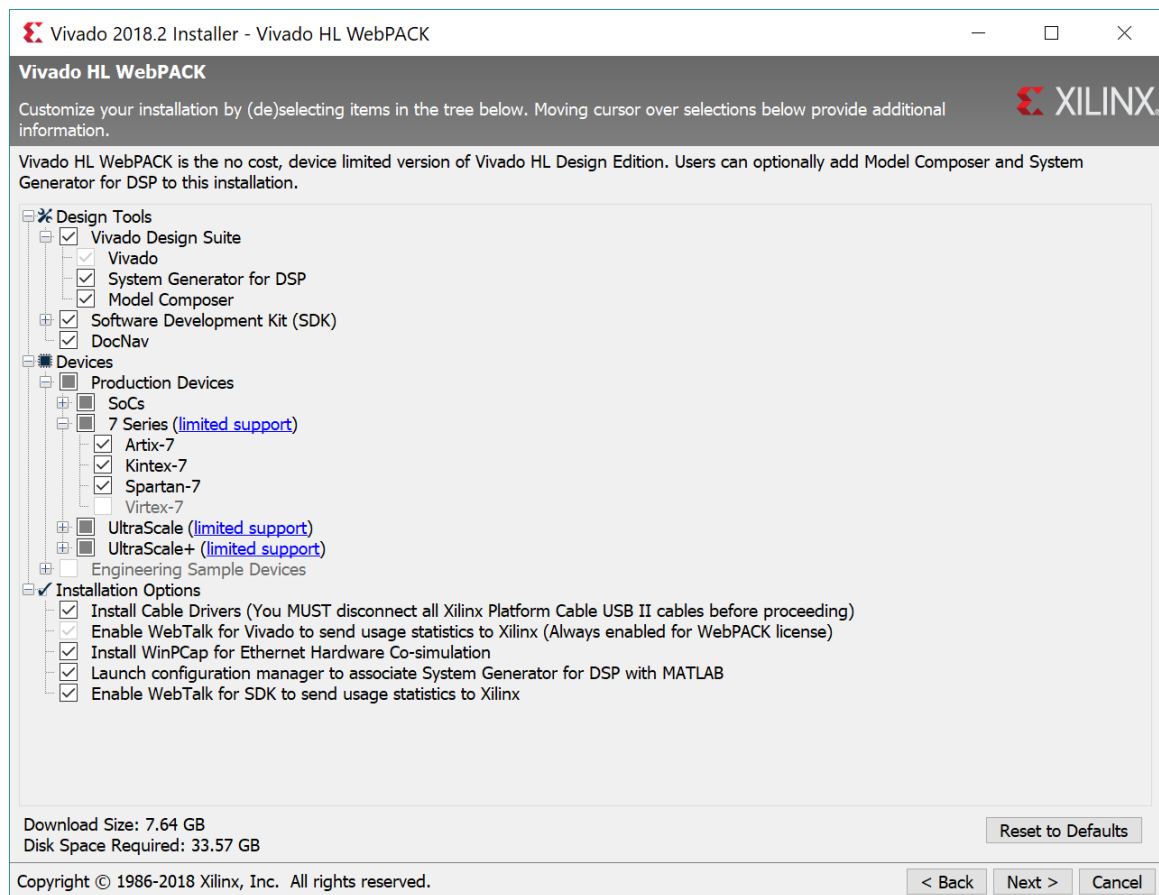 Vivado 2018.2 Installer - Vivado HL WebPACK
Vivado HL WebPACK
Customize your installation by (de)selecting items in the tree below. Moving cursor over selections below provide additional
information.
XILINX
Vivado HL WebPACK is the no cost, device limited version of Vivado HL Design Edition. Users can optionally add Model Composer and System
Generator for DSP to this installation.
Design Tools
Vivado Design Suite
Vivado
System Generator for DSP
Model Composer
Software Development Kit (SDK)
DocNav
Devices
Production Devices
SoCs
7 Series (limited support)
Artix-7
Kintex-7
Spartan-7
Virtex-7
UltraScale (limited support)
UltraScale+ (limited support)
Engineering Sample Devices
Installation Options
Install Cable Drivers (You MUST disconnect all Xilinx Platform Cable USB II cables before proceeding)
Enable WebTalk for Vivado to send usage statistics to Xilinx (Always enabled for WebPACK license)
Install WinPCap for Ethernet Hardware Co-simulation
Launch configuration manager to associate System Generator for DSP with MATLAB
Enable WebTalk for SDK to send usage statistics to Xilinx
Download Size: 7.64 GB
Disk Space Required: 33.57 GB
Reset to Defaults
Copyright © 1986-2018 Xilinx, Inc. All rights reserved.
< Back Next > Cancel